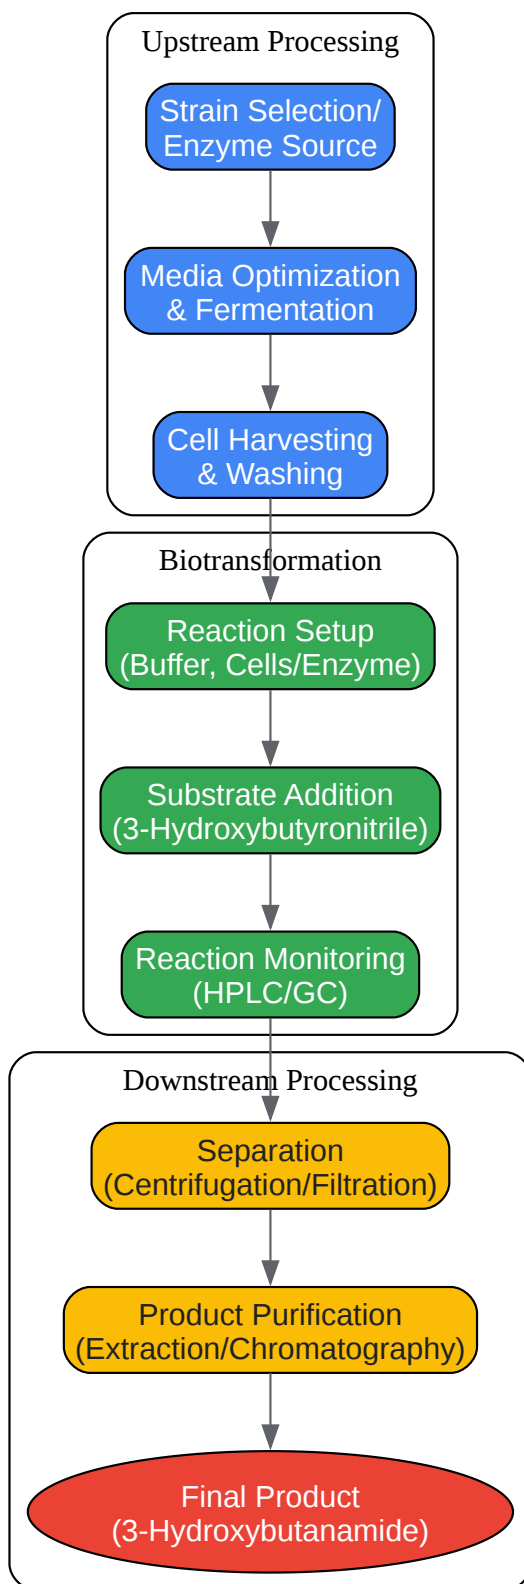 Upstream Processing
Strain Selection/
Enzyme Source
Media Optimization
& Fermentation
Cell Harvesting
& Washing
Biotransformation
Reaction Setup
(Buffer, Cells/Enzyme)
Substrate Addition
(3-Hydroxybutyronitrile)
Reaction Monitoring
(HPLC/GC)
Downstream Processing
Separation
(Centrifugation/Filtration)
Product Purification
(Extraction/Chromatography)
Final Product
(3-Hydroxybutanamide)